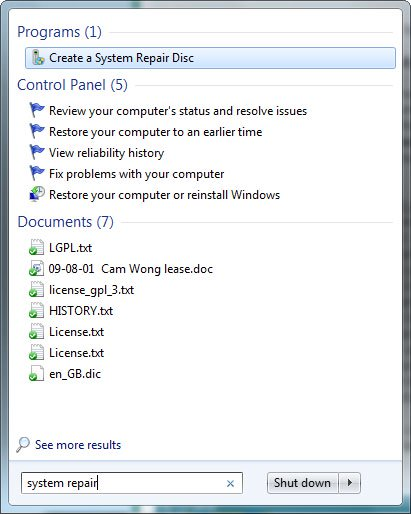 Programs (1)
Create a System Repair Disc
Control Panel (5)
Review your computer's status and resolve issues
Restore your computer to an earlier time
View reliability history
Fix problems with your computer
Restore your computer or reinstall Windows
Documents (7)
LGPL.txt
09-08-01  Cam Wong lease.doc
license_gpl_3.txt
HISTORY.txt
License.txt
License.txt
en_GB.dic
See more results
system repair
Shut down